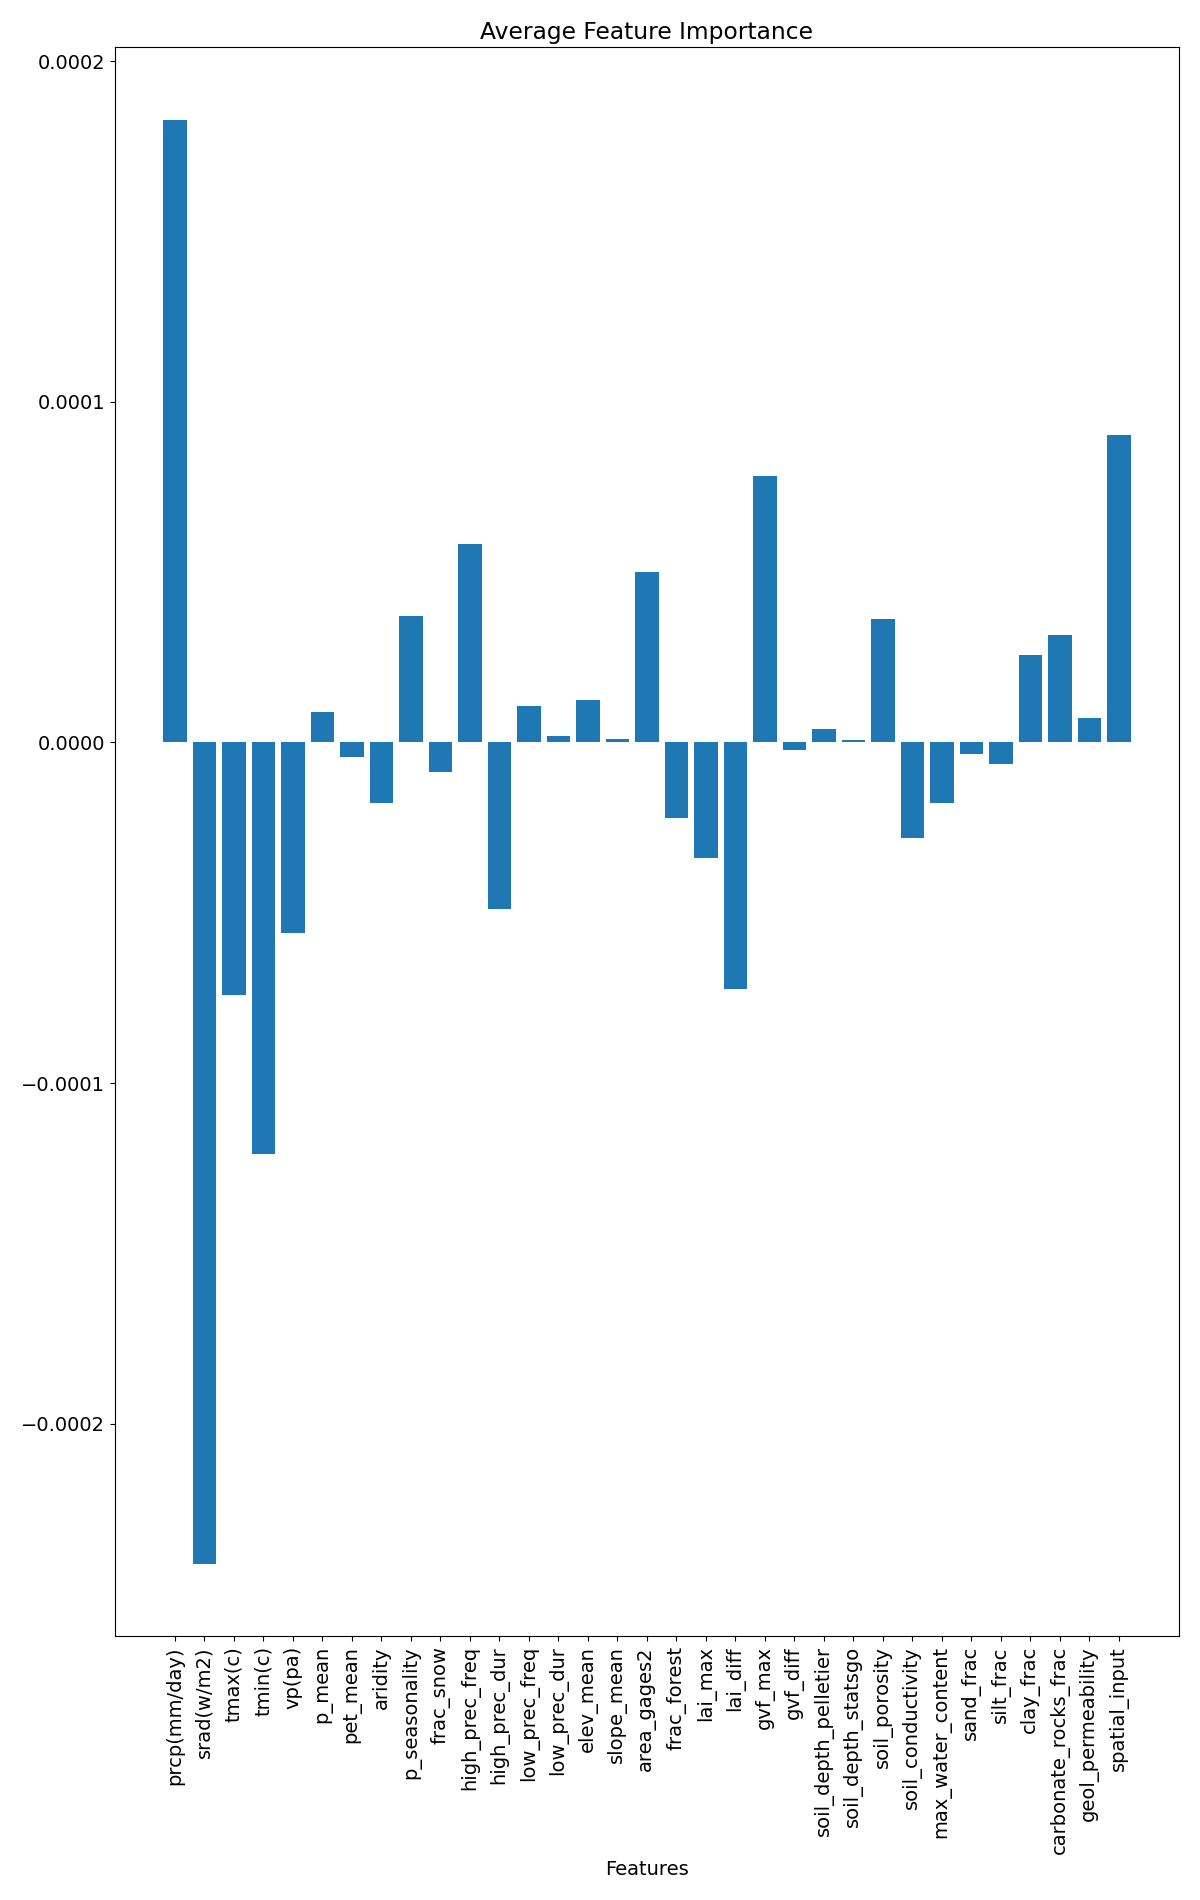 Average Feature Importance
0.0002
0.0001
0.0000
−0.0001
−0.0002
prcp(mm/day)
srad(w/m2)
tmax(c)
tmin(c)
vp(pa)
p_mean
pet_mean
aridity
p_seasonality
frac_snow
high_prec_freq
high_prec_dur
low_prec_freq
low_prec_dur
elev_mean
slope_mean
area_gages2
frac_forest
lai_max
lai_diff
gvf_max
gvf_diff
soil_depth_pelletier
soil_depth_statsgo
soil_porosity
soil_conductivity
max_water_content
sand_frac
silt_frac
clay_frac
carbonate_rocks_frac
geol_permeability
spatial_input
Features